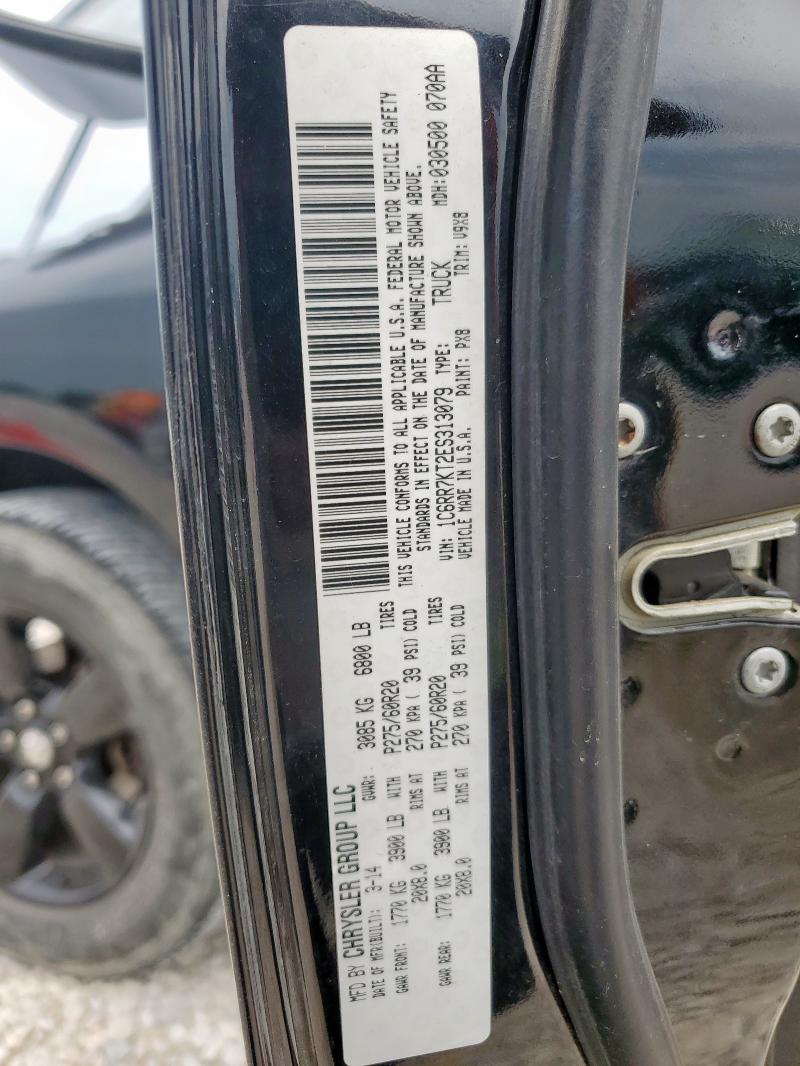 MFD BY CHRYSLER GROUP LLC
DATE OF MFR(BUILT): 3-14 GVWR: 3085 KG 6800 LB
GAWR FRONT: 1770 KG 3900 LB WITH P275/60R20 TIRES
20X8.0 RIMS AT 270 KPA ( 39 PSI) COLD
GAWR REAR: 1770 KG 3900 LB WITH P275/60R20 TIRES
20X8.0 RIMS AT 270 KPA ( 39 PSI) COLD
THIS VEHICLE CONFORMS TO ALL APPLICABLE U.S.A. FEDERAL MOTOR VEHICLE SAFETY
STANDARDS IN EFFECT ON THE DATE OF MANUFACTURE SHOWN ABOVE.
VIN: 1C6RR7KT2ES313079 TYPE: TRUCK MDH:030500 070AA
VEHICLE MADE IN U.S.A. PAINT: PX8 TRIM: V9X8